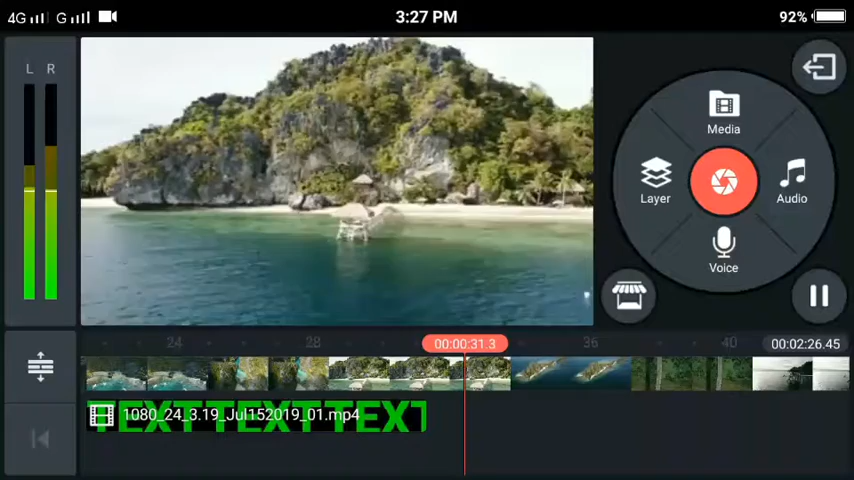 4G G 3:27 PM 92%
L R
Media
Layer
Audio
Voice
24 28 00:00:31.3 36 40 00:02:26.45
1080_24_3.19_Jul152019_01.mp4
TEXTTEXTTEXT